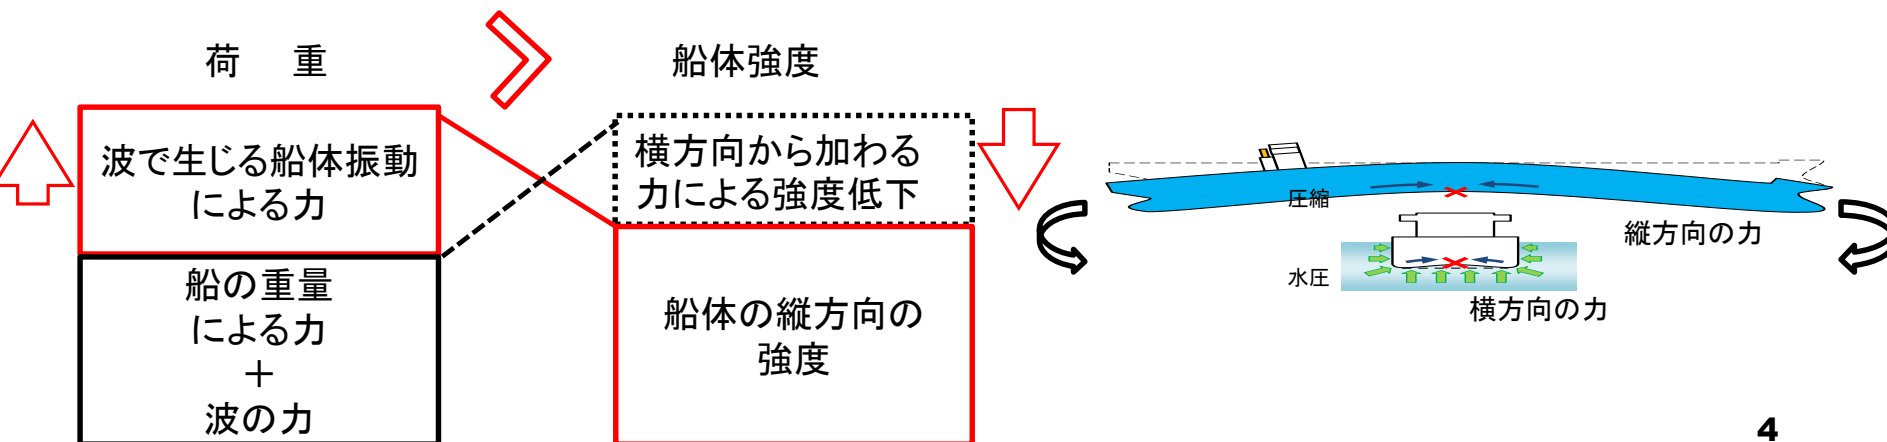 荷 重
船体強度
波で生じる船体振動
による力
船の重量
による力
+
波の力
横方向から加わる
力による強度低下
船体の縦方向の
強度
圧縮
縦方向の力
水圧
横方向の力
4